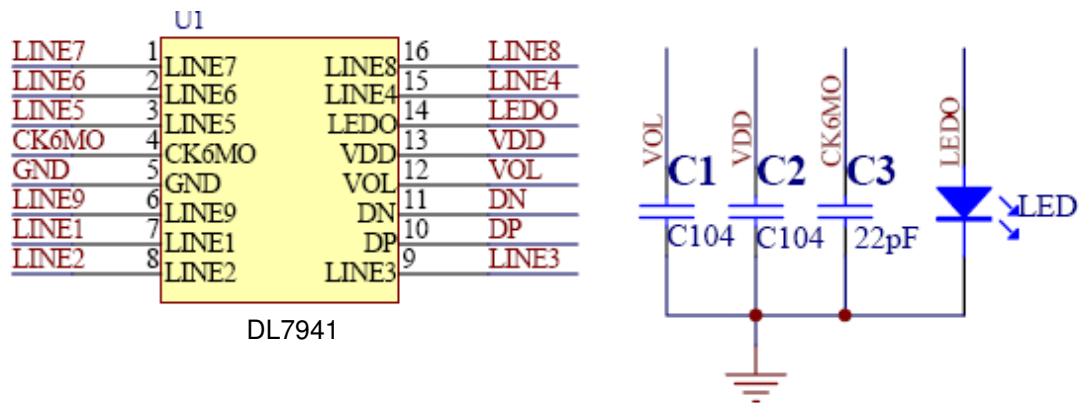 U1
LINE7 1 LINE7 LINE8 16 LINE8
LINE6 2 LINE6 LINE4 15 LINE4
LINE5 3 LINE5 LEDO 14 LEDO
CK6MO 4 CK6MO VDD 13 VDD
GND 5 GND VOL 12 VOL
LINE9 6 LINE9 DN 11 DN
LINE1 7 LINE1 DP 10 DP
LINE2 8 LINE2 LINE3 9 LINE3
DL7941
VOL VDD CK6MO LEDO
C1 C2 C3
LED
C104 C104 22pF